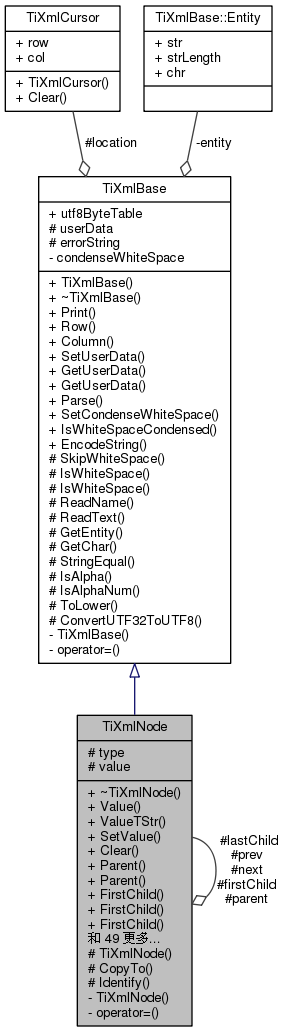 TiXmlCursor
+ row
+ col
+ TiXmlCursor()
+ Clear()
TiXmlBase::Entity
+ str
+ strLength
+ chr
#location
-entity
TiXmlBase
+ utf8ByteTable
# userData
# errorString
- condenseWhiteSpace
+ TiXmlBase()
+ ~TiXmlBase()
+ Print()
+ Row()
+ Column()
+ SetUserData()
+ GetUserData()
+ GetUserData()
+ Parse()
+ SetCondenseWhiteSpace()
+ IsWhiteSpaceCondensed()
+ EncodeString()
# SkipWhiteSpace()
# IsWhiteSpace()
# IsWhiteSpace()
# ReadName()
# ReadText()
# GetEntity()
# GetChar()
# StringEqual()
# IsAlpha()
# IsAlphaNum()
# ToLower()
# ConvertUTF32ToUTF8()
- TiXmlBase()
- operator=()
TiXmlNode
# type
# value
+ ~TiXmlNode()
+ Value()
+ ValueTStr()
+ SetValue()
+ Clear()
+ Parent()
+ Parent()
+ FirstChild()
+ FirstChild()
+ FirstChild()
和 49 更多...
# TiXmlNode()
# CopyTo()
# Identify()
- TiXmlNode()
- operator=()
#lastChild
#prev
#next
#firstChild
#parent